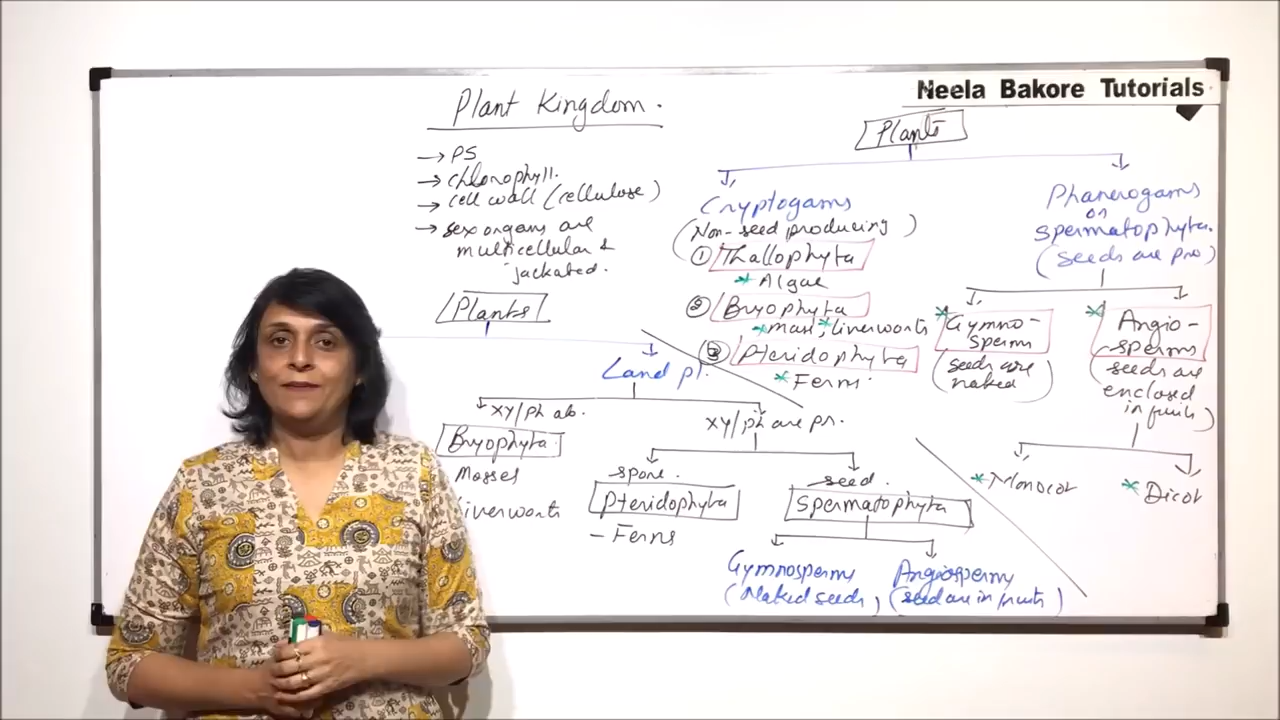 Neela Bakore Tutorials
Plant Kingdom.
→ PS
→ chlorophyll.
→ cell wall (cellulose)
→ sex organs are
multicellular &
jackated.
Plants
Land pl.
xy/ph ab.
Bryophyta
Mosses
Liverworts
xy/ph are pr.
spore.
Pteridophyta
- Ferns
seed.
Spermatophyta
Gymnosperms
(Naked seeds)
Angiosperms
(seed are in fruits)
Plants
Cryptogams
(Non-seed producing)
① Thallophyta
* Algae
② Bryophyta
* moss, * liverworts
③ Pteridophyta
* Ferns.
Phanerogams
or
spermatophyta.
(seeds are pro)
* Gymno-
sperms
(seeds are
naked)
* Angio-
-sperms
(seeds are
enclosed
in fruits)
* Monocot
* Dicot